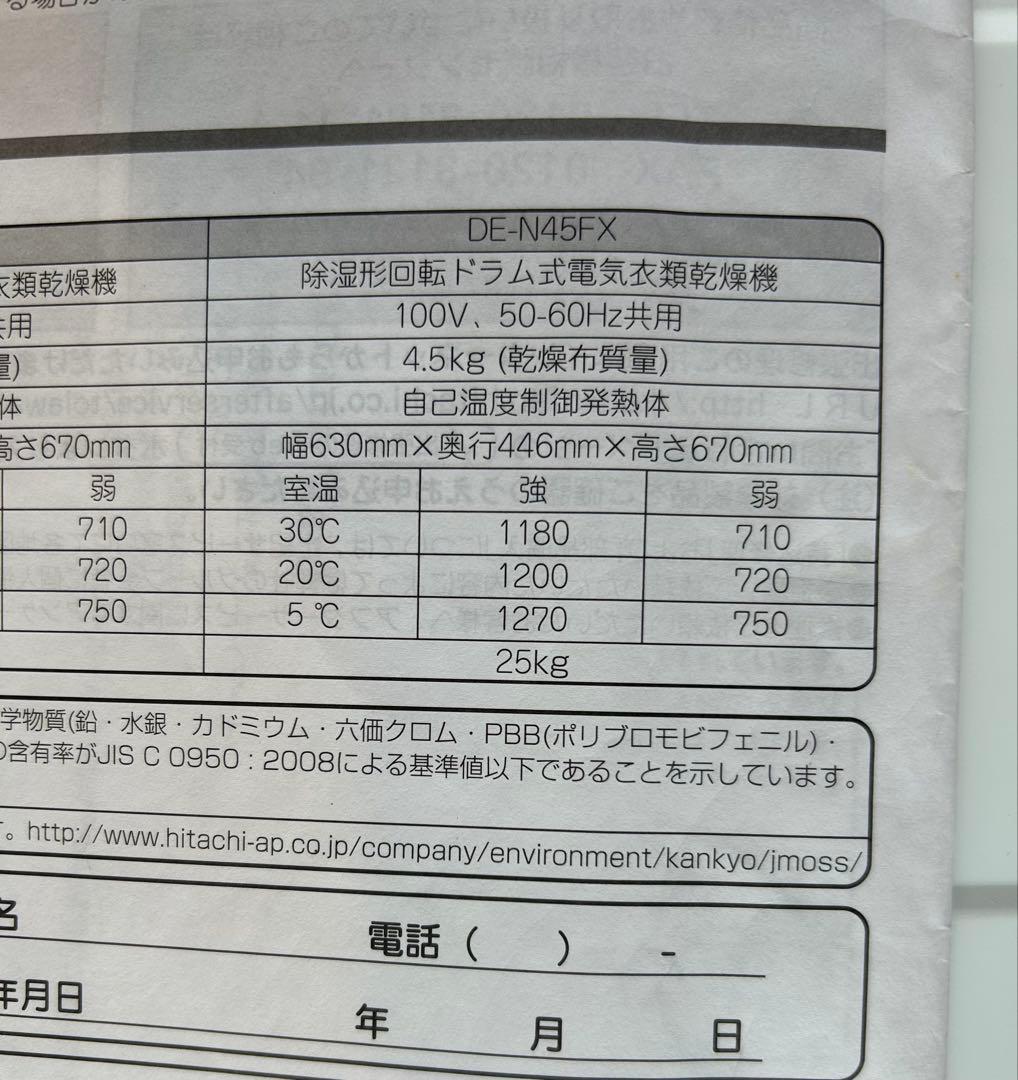 DE-N45FX
衣類乾燥機 除湿形回転ドラム式電気衣類乾燥機
共用 100V、50-60Hz共用
量) 4.5kg (乾燥布質量)
体 自己温度制御発熱体
高さ670mm 幅630mm×奥行446mm×高さ670mm
弱 室温 強 弱
710 30℃ 1180 710
720 20℃ 1200 720
750 5℃ 1270 750
25kg
学物質(鉛・水銀・カドミウム・六価クロム・PBB(ポリブロモビフェニル)・
の含有率がJIS C 0950：2008による基準値以下であることを示しています。
す。http://www.hitachi-ap.co.jp/company/environment/kankyo/jmoss/
名 電話 ( ) -
年月日 年 月 日